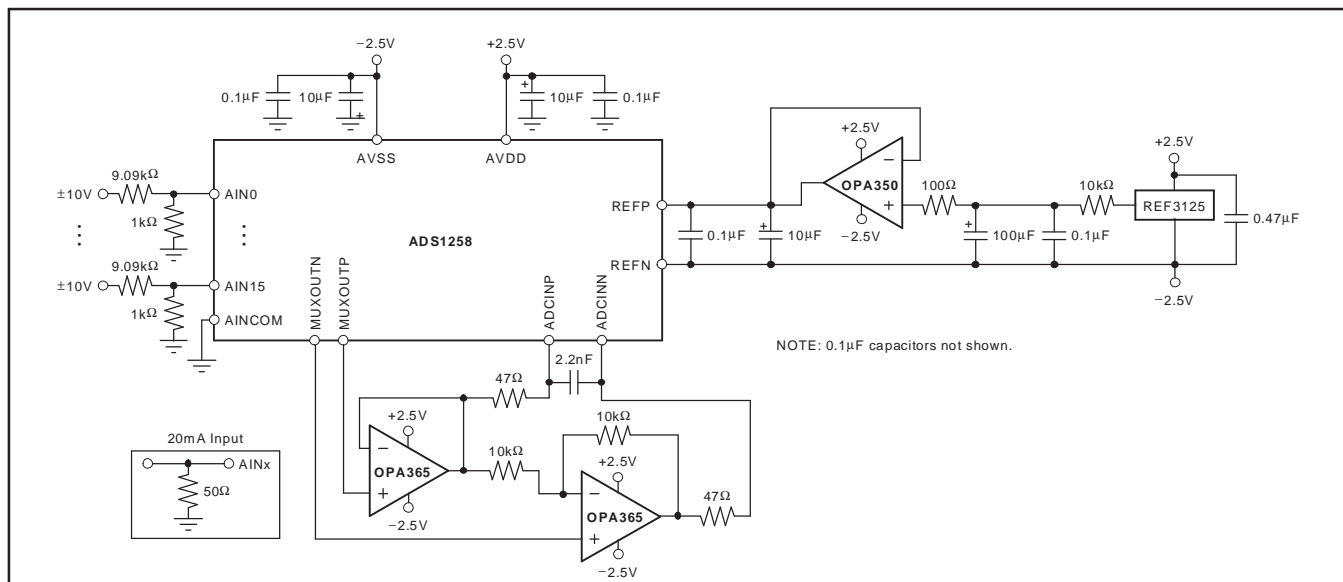 −2.5V
+2.5V
0.1µF
10µF
+
+
10µF
0.1µF
AVSS
AVDD
±10V
9.09kΩ
1kΩ
AIN0
⋮
⋮
±10V
9.09kΩ
1kΩ
AIN15
AINCOM
ADS1258
REFP
REFN
MUXOUTN
MUXOUTP
ADCINP
ADCINN
0.1µF
+
10µF
+2.5V
−
OPA350
+
−2.5V
100Ω
+
100µF
0.1µF
10kΩ
+2.5V
REF3125
0.47µF
−2.5V
NOTE: 0.1µF capacitors not shown.
2.2nF
47Ω
+2.5V
−
OPA365
+
−2.5V
10kΩ
10kΩ
+2.5V
−
OPA365
+
−2.5V
47Ω
20mA Input
AINx
50Ω